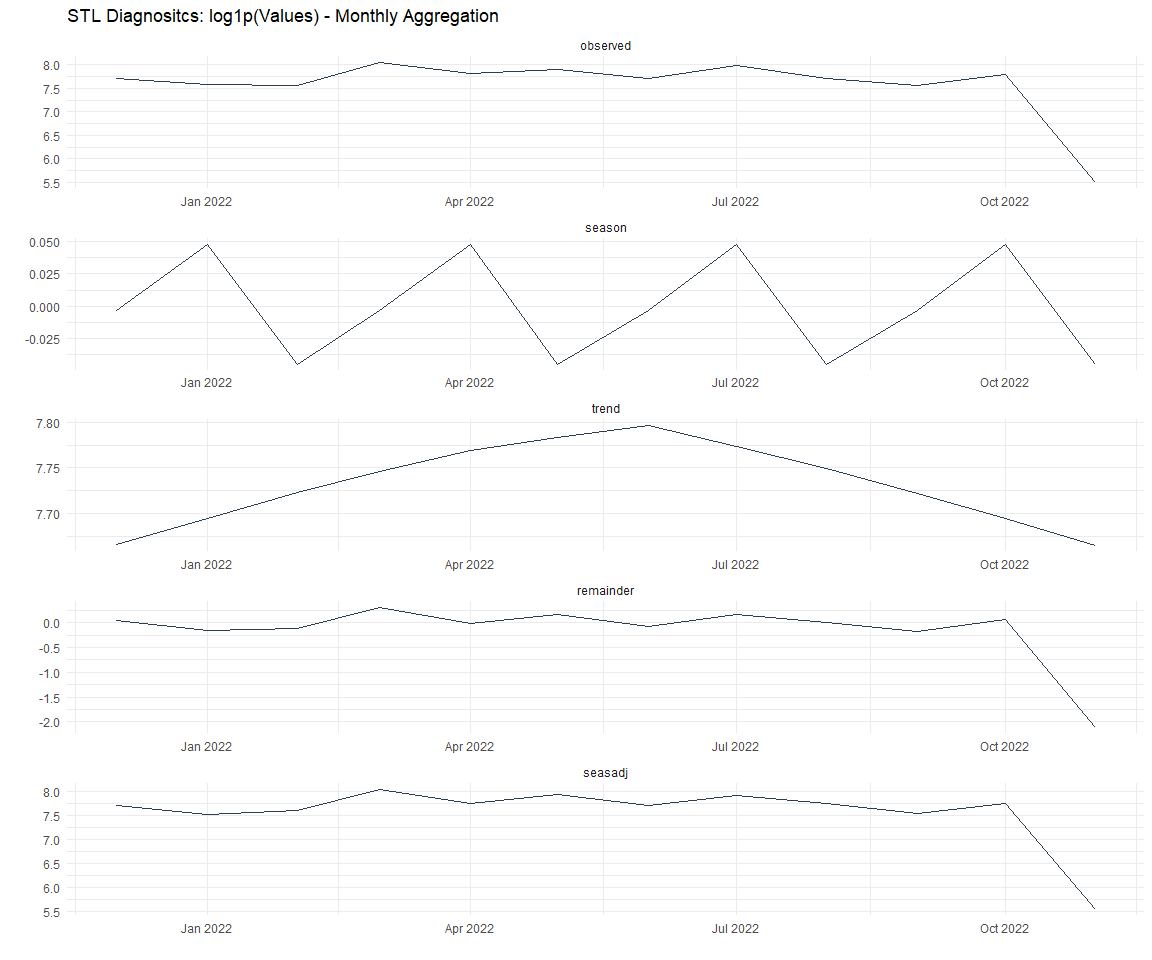 STL Diagnositcs: log1p(Values) - Monthly Aggregation
observed
8.0
7.5
7.0
6.5
6.0
5.5
Jan 2022 Apr 2022 Jul 2022 Oct 2022
season
0.050
0.025
0.000
-0.025
Jan 2022 Apr 2022 Jul 2022 Oct 2022
trend
7.80
7.75
7.70
Jan 2022 Apr 2022 Jul 2022 Oct 2022
remainder
0.0
-0.5
-1.0
-1.5
-2.0
Jan 2022 Apr 2022 Jul 2022 Oct 2022
seasadj
8.0
7.5
7.0
6.5
6.0
5.5
Jan 2022 Apr 2022 Jul 2022 Oct 2022